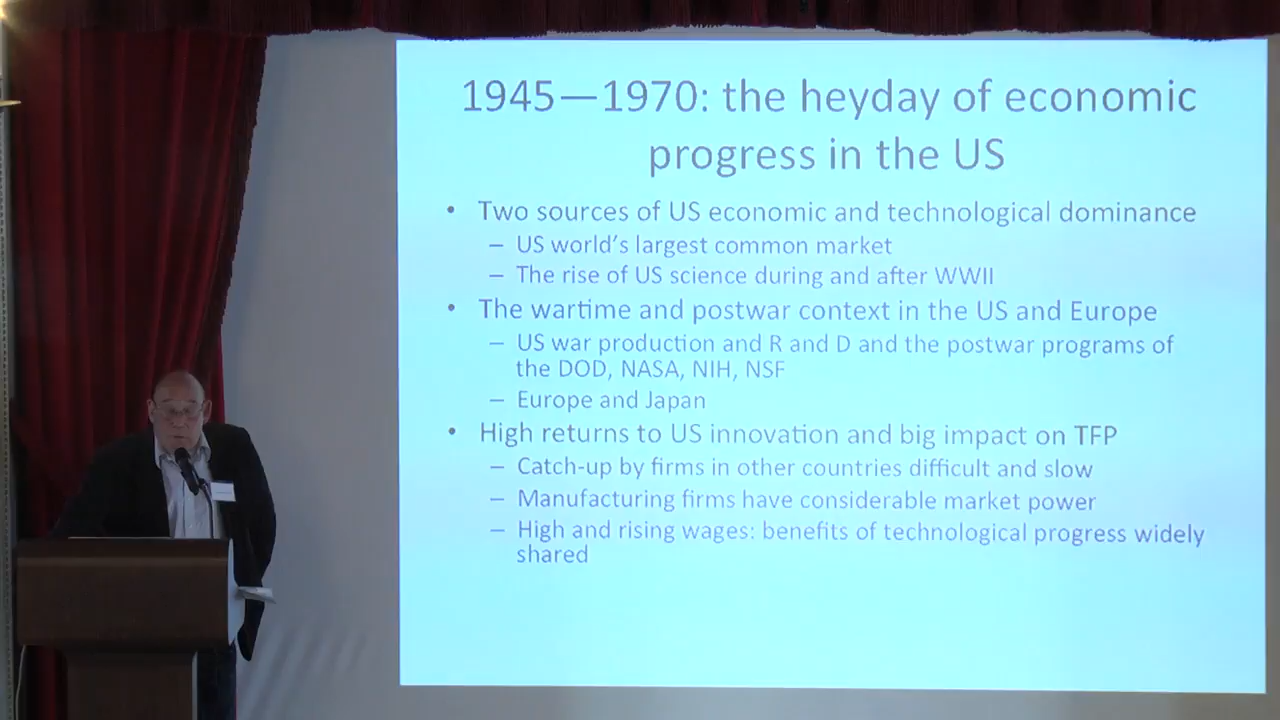 1945—1970: the heyday of economic
progress in the US
• Two sources of US economic and technological dominance
– US world's largest common market
– The rise of US science during and after WWII
• The wartime and postwar context in the US and Europe
– US war production and R and D and the postwar programs of
the DOD, NASA, NIH, NSF
– Europe and Japan
• High returns to US innovation and big impact on TFP
– Catch-up by firms in other countries difficult and slow
– Manufacturing firms have considerable market power
– High and rising wages: benefits of technological progress widely
shared